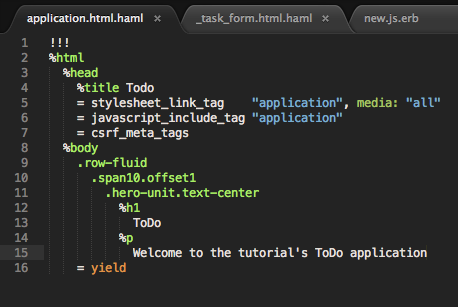 application.html.haml × _task_form.html.haml × new.js.erb
1 !!!
2 %html
3   %head
4     %title Todo
5     = stylesheet_link_tag    "application", media: "all"
6     = javascript_include_tag "application"
7     = csrf_meta_tags
8   %body
9     .row-fluid
10       .span10.offset1
11         .hero-unit.text-center
12           %h1
13             ToDo
14           %p
15             Welcome to the tutorial's ToDo application
16     = yield